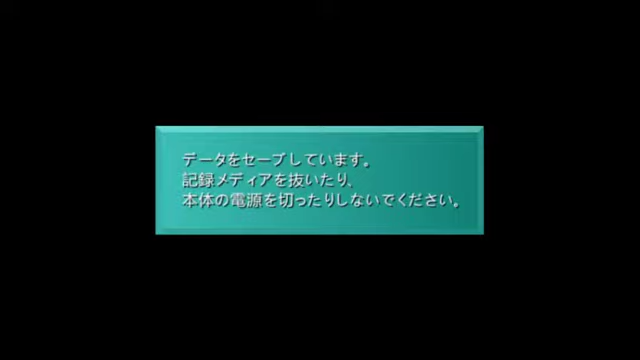 データをセーブしています。
記録メディアを抜いたり、
本体の電源を切ったりしないでください。